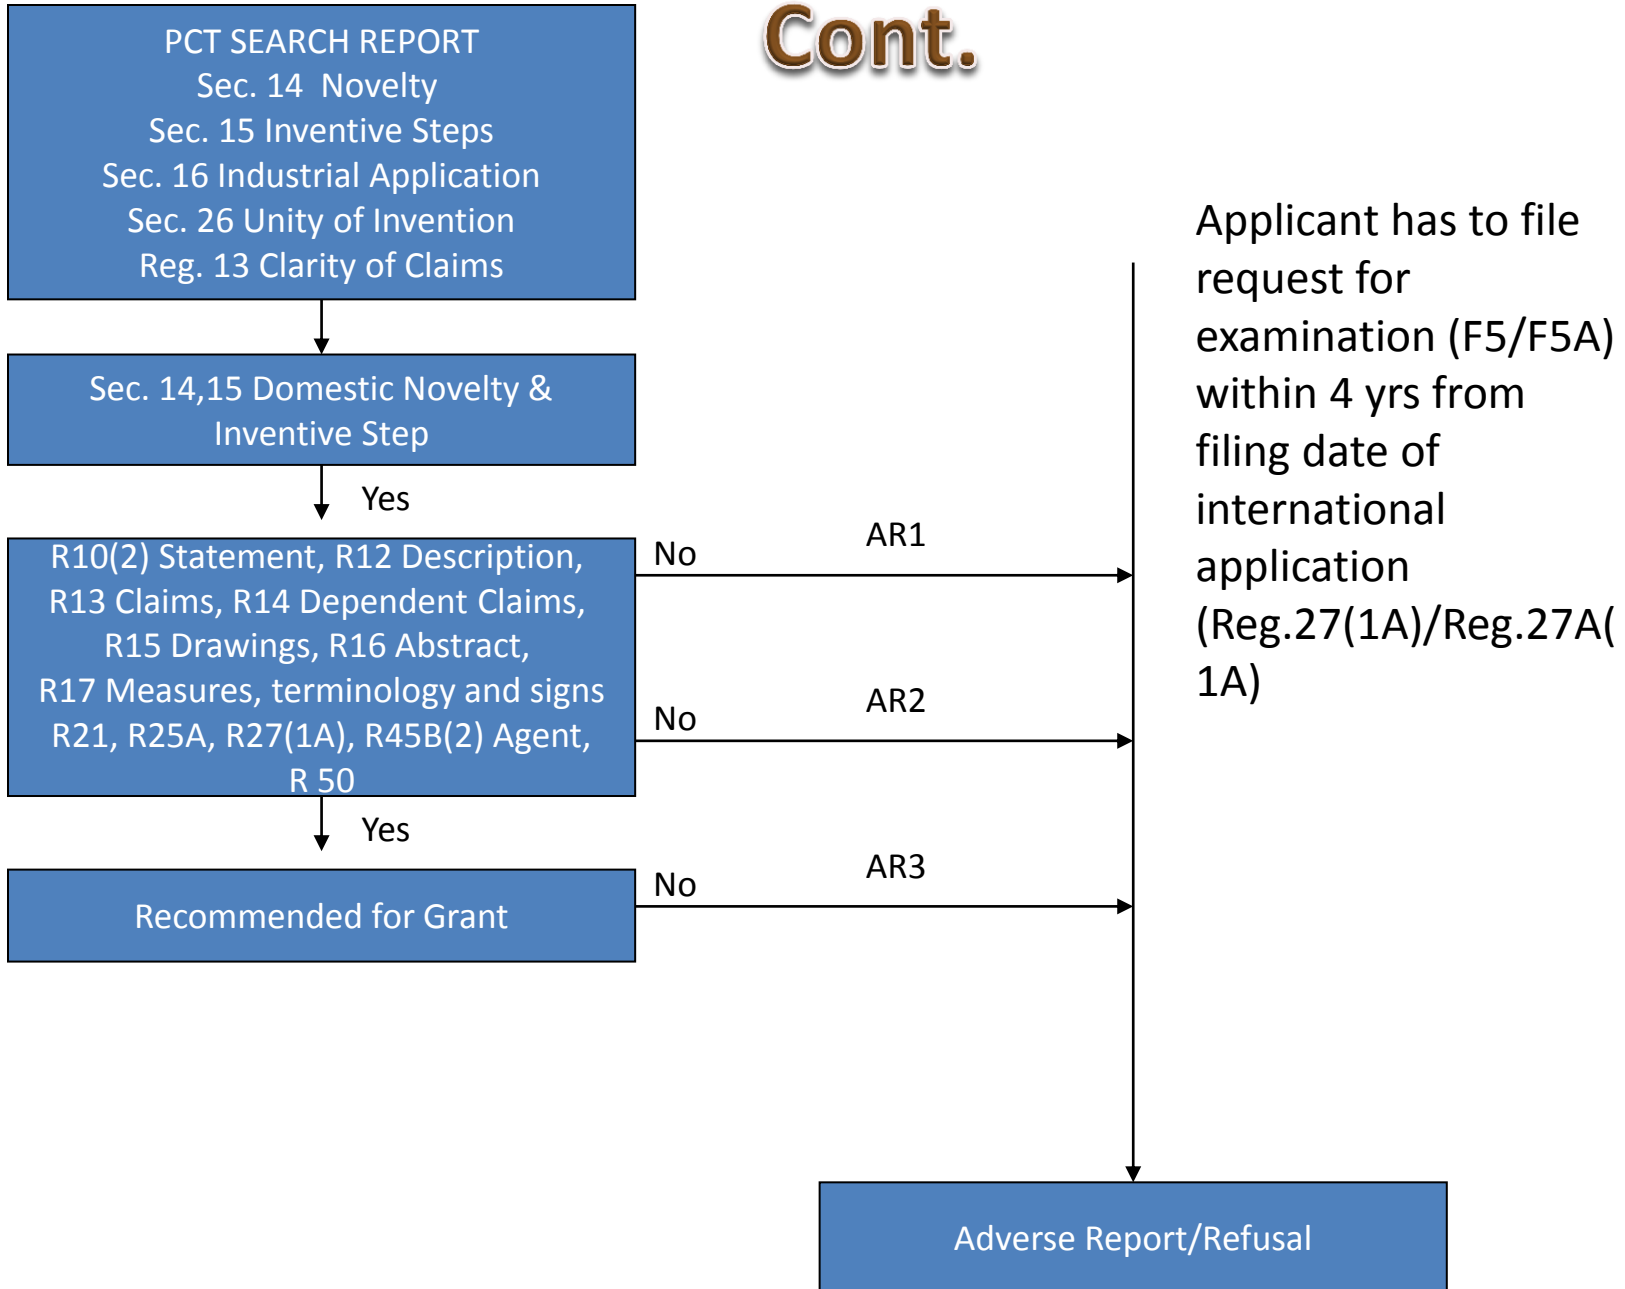 Cont.
PCT SEARCH REPORT
Sec. 14  Novelty
Sec. 15 Inventive Steps
Sec. 16 Industrial Application
Sec. 26 Unity of Invention
Reg. 13 Clarity of Claims
Sec. 14,15 Domestic Novelty &
Inventive Step
Yes
R10(2) Statement, R12 Description,
R13 Claims, R14 Dependent Claims,
R15 Drawings, R16 Abstract,
R17 Measures, terminology and signs
R21, R25A, R27(1A), R45B(2) Agent,
R 50
No
AR1
No
AR2
Yes
Recommended for Grant
No
AR3
Applicant has to file
request for
examination (F5/F5A)
within 4 yrs from
filing date of
international
application
(Reg.27(1A)/Reg.27A(
1A)
Adverse Report/Refusal